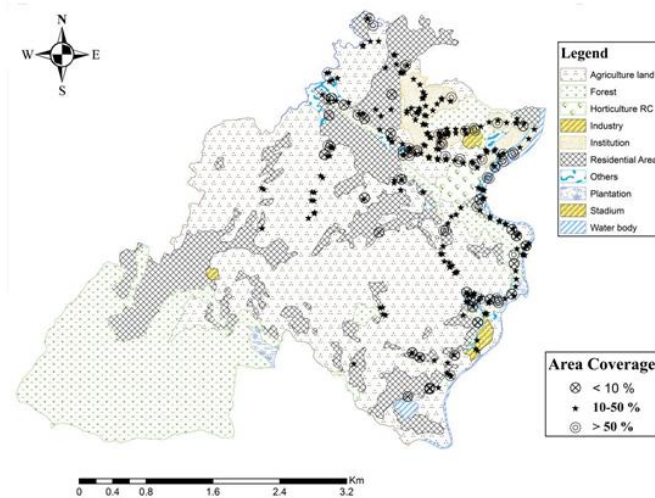 N
W E
S
Legend
Agriculture land
Forest
Horticulture RC
Industry
Institution
Residential Area
Others
Plantation
Stadium
Water body
Area Coverage
< 10 %
10-50 %
> 50 %
Km
0 0.4 0.8 1.6 2.4 3.2